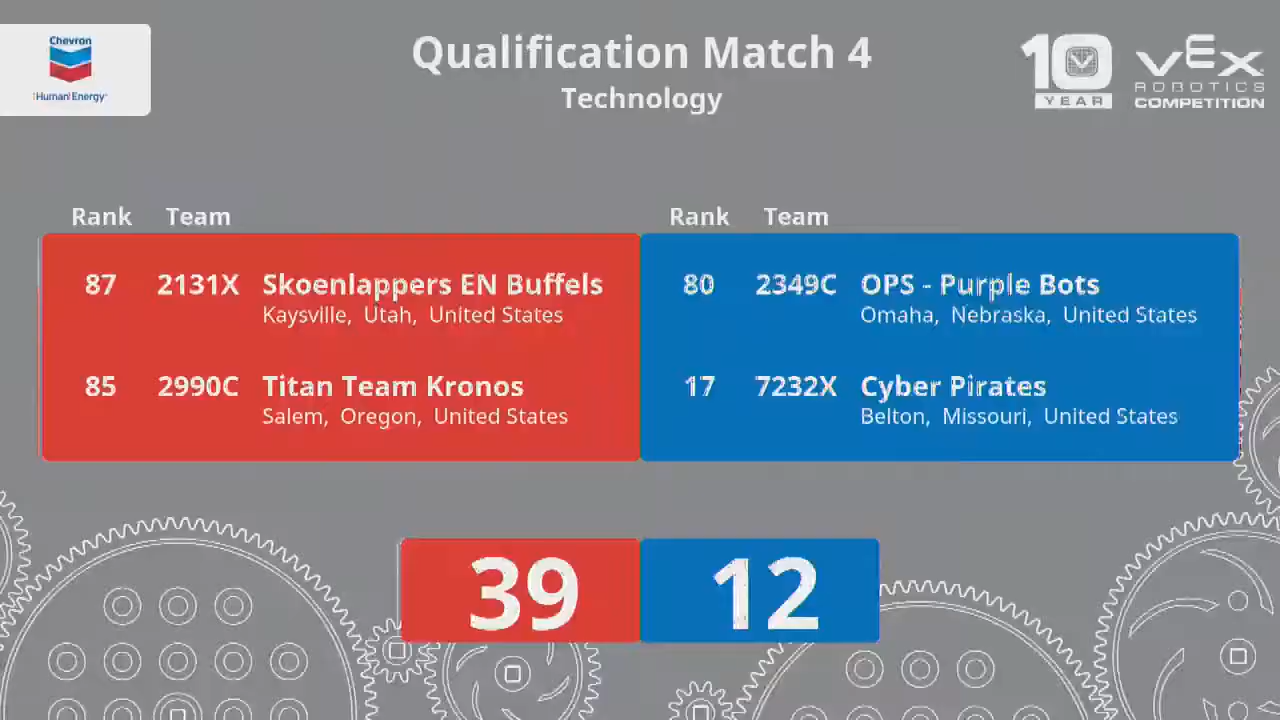 Chevron
Human Energy
Qualification Match 4
Technology
10
YEAR
VEX
ROBOTICS
COMPETITION
Rank Team
87 2131X Skoenlappers EN Buffels
Kaysville, Utah, United States
85 2990C Titan Team Kronos
Salem, Oregon, United States
Rank Team
80 2349C OPS - Purple Bots
Omaha, Nebraska, United States
17 7232X Cyber Pirates
Belton, Missouri, United States
39 12